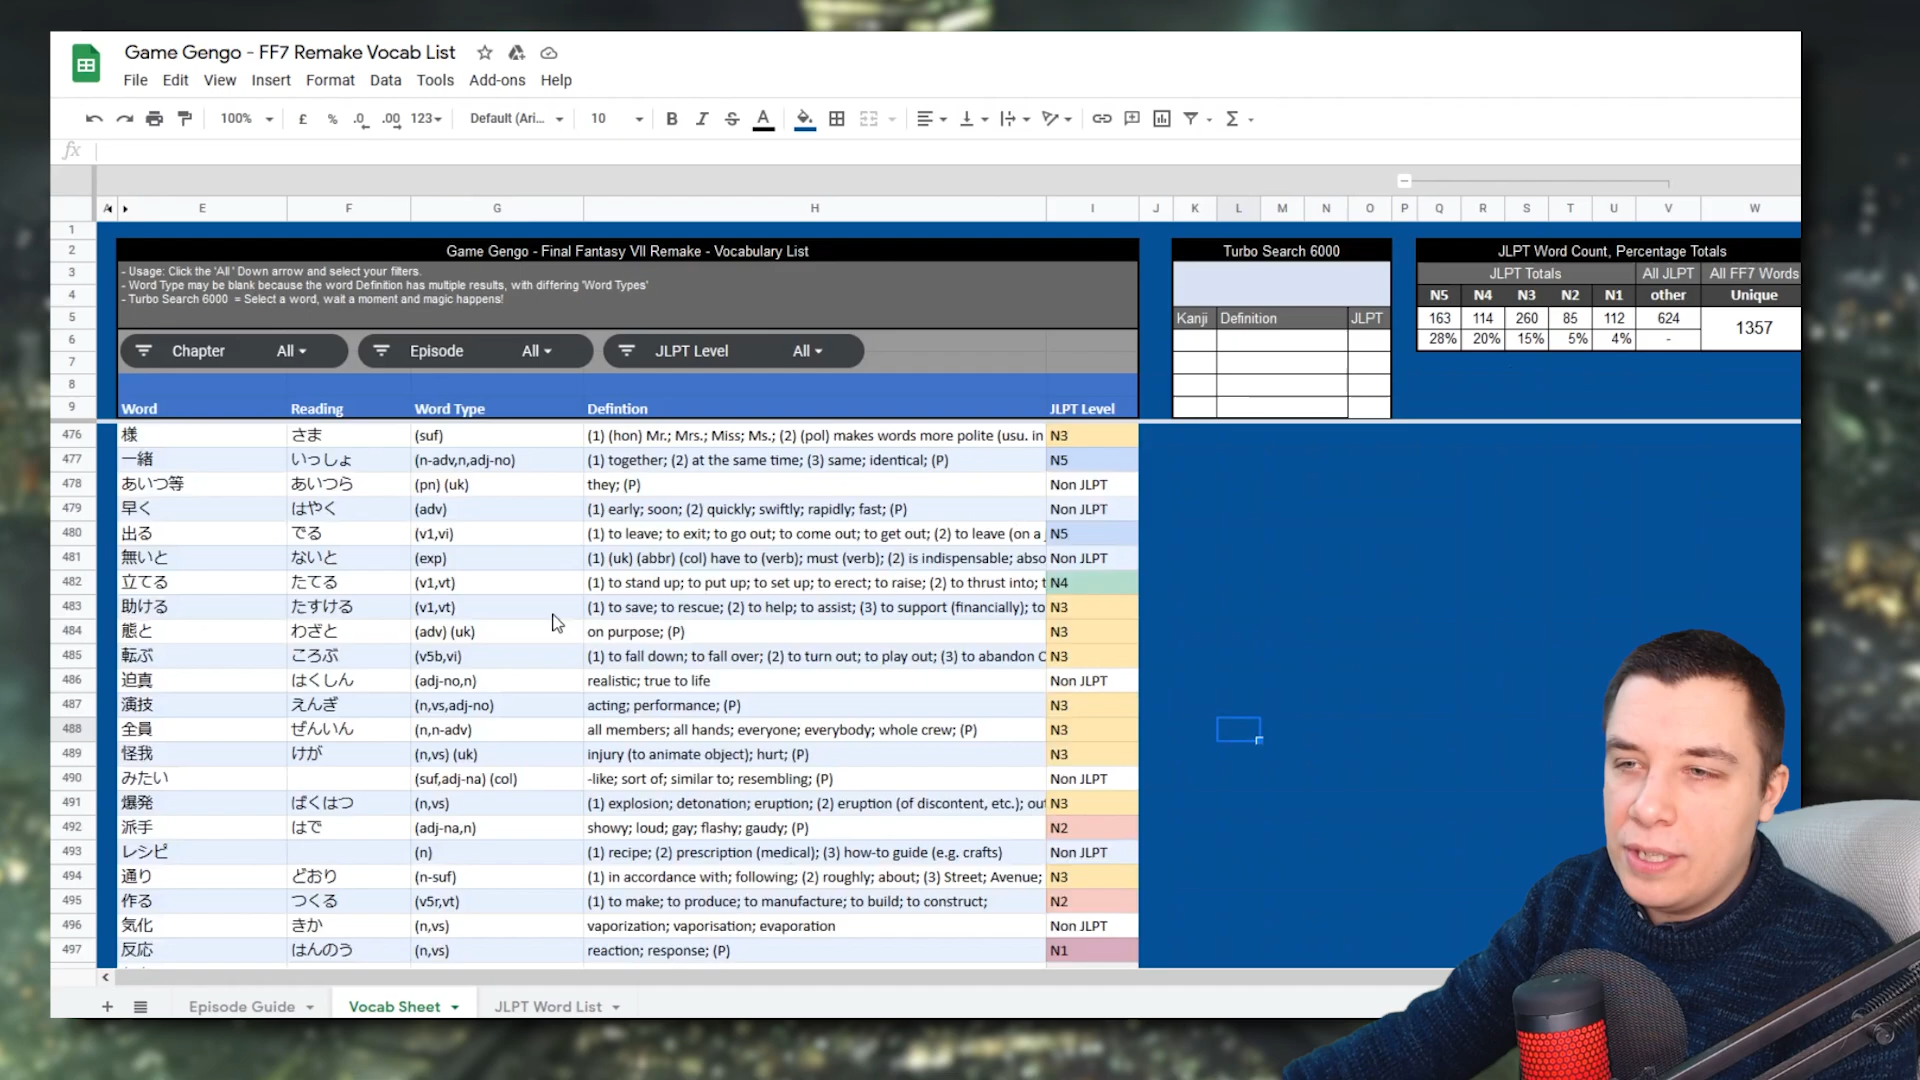 Game Gengo - FF7 Remake Vocab List
File Edit View Insert Format Data Tools Add-ons Help
100% £ % .0 .00 123 Default (Ari... 10 B I S A
fx
A E F G H I J K L M N O P Q R S T U V W
1
2 Game Gengo - Final Fantasy VII Remake - Vocabulary List Turbo Search 6000 JLPT Word Count, Percentage Totals
3 - Usage: Click the 'All ' Down arrow and select your filters. JLPT Totals All JLPT All FF7 Words
- Word Type may be blank because the word Definition has multiple results, with differing 'Word Types'
4 N5 N4 N3 N2 N1 other Unique
- Turbo Search 6000 = Select a word, wait a moment and magic happens!
5 Kanji Definition JLPT 163 114 260 85 112 624 1357
6 28% 20% 15% 5% 4% -
Chapter All Episode All JLPT Level All
7
8
9 Word Reading Word Type Defintion JLPT Level
476 様 さま (suf) (1) (hon) Mr.; Mrs.; Miss; Ms.; (2) (pol) makes words more polite (usu. in N3
477 一緒 いっしょ (n-adv,n,adj-no) (1) together; (2) at the same time; (3) same; identical; (P) N5
478 あいつ等 あいつら (pn) (uk) they; (P) Non JLPT
479 早く はやく (adv) (1) early; soon; (2) quickly; swiftly; rapidly; fast; (P) Non JLPT
480 出る でる (v1,vi) (1) to leave; to exit; to go out; to come out; to get out; (2) to leave (on a N5
481 無いと ないと (exp) (1) (uk) (abbr) (col) have to (verb); must (verb); (2) is indispensable; abso Non JLPT
482 立てる たてる (v1,vt) (1) to stand up; to put up; to set up; to erect; to raise; (2) to thrust into; t N4
483 助ける たすける (v1,vt) (1) to save; to rescue; (2) to help; to assist; (3) to support (financially); to N3
484 態と わざと (adv) (uk) on purpose; (P) N3
485 転ぶ ころぶ (v5b,vi) (1) to fall down; to fall over; (2) to turn out; to play out; (3) to abandon C N3
486 迫真 はくしん (adj-no,n) realistic; true to life Non JLPT
487 演技 えんぎ (n,vs,adj-no) acting; performance; (P) N3
488 全員 ぜんいん (n,n-adv) all members; all hands; everyone; everybody; whole crew; (P) N3
489 怪我 けが (n,vs) (uk) injury (to animate object); hurt; (P) N3
490 みたい (suf,adj-na) (col) -like; sort of; similar to; resembling; (P) Non JLPT
491 爆発 ばくはつ (n,vs) (1) explosion; detonation; eruption; (2) eruption (of discontent, etc.); out N3
492 派手 はで (adj-na,n) showy; loud; gay; flashy; gaudy; (P) N2
493 レシピ (n) (1) recipe; (2) prescription (medical); (3) how-to guide (e.g. crafts) Non JLPT
494 通り どおり (n-suf) (1) in accordance with; following; (2) roughly; about; (3) Street; Avenue; N3
495 作る つくる (v5r,vt) (1) to make; to produce; to manufacture; to build; to construct; N2
496 気化 きか (n,vs) vaporization; vaporisation; evaporation Non JLPT
497 反応 はんのう (n,vs) reaction; response; (P) N1
Episode Guide Vocab Sheet JLPT Word List